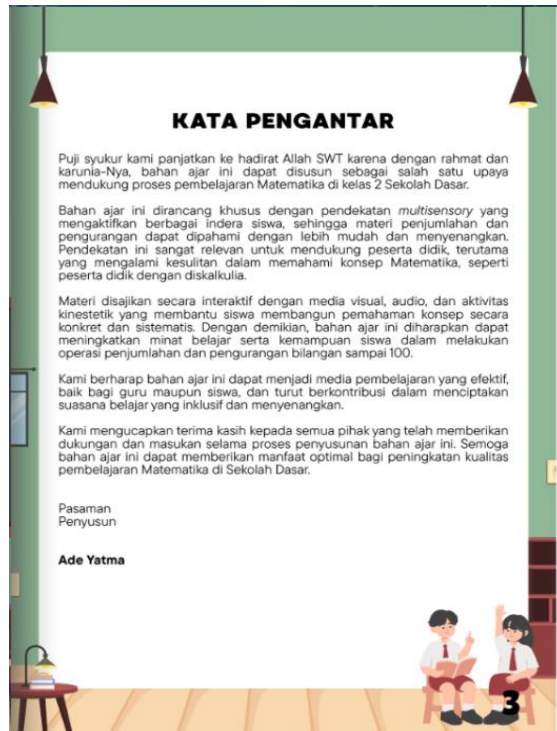 KATA PENGANTAR
Puji syukur kami panjatkan ke hadirat Allah SWT karena dengan rahmat dan
karunia-Nya, bahan ajar ini dapat disusun sebagai salah satu upaya
mendukung proses pembelajaran Matematika di kelas 2 Sekolah Dasar.
Bahan ajar ini dirancang khusus dengan pendekatan multisensory yang
mengaktifkan berbagai indera siswa, sehingga materi penjumlahan dan
pengurangan dapat dipahami dengan lebih mudah dan menyenangkan.
Pendekatan ini sangat relevan untuk mendukung peserta didik, terutama
yang mengalami kesulitan dalam memahami konsep Matematika, seperti
peserta didik dengan diskalkulia.
Materi disajikan secara interaktif dengan media visual, audio, dan aktivitas
kinestetik yang membantu siswa membangun pemahaman konsep secara
konkret dan sistematis. Dengan demikian, bahan ajar ini diharapkan dapat
meningkatkan minat belajar serta kemampuan siswa dalam melakukan
operasi penjumlahan dan pengurangan bilangan sampai 100.
Kami berharap bahan ajar ini dapat menjadi media pembelajaran yang efektif,
baik bagi guru maupun siswa, dan turut berkontribusi dalam menciptakan
suasana belajar yang inklusif dan menyenangkan.
Kami mengucapkan terima kasih kepada semua pihak yang telah memberikan
dukungan dan masukan selama proses penyusunan bahan ajar ini. Semoga
bahan ajar ini dapat memberikan manfaat optimal bagi peningkatan kualitas
pembelajaran Matematika di Sekolah Dasar.
Pasaman
Penyusun
Ade Yatma
3